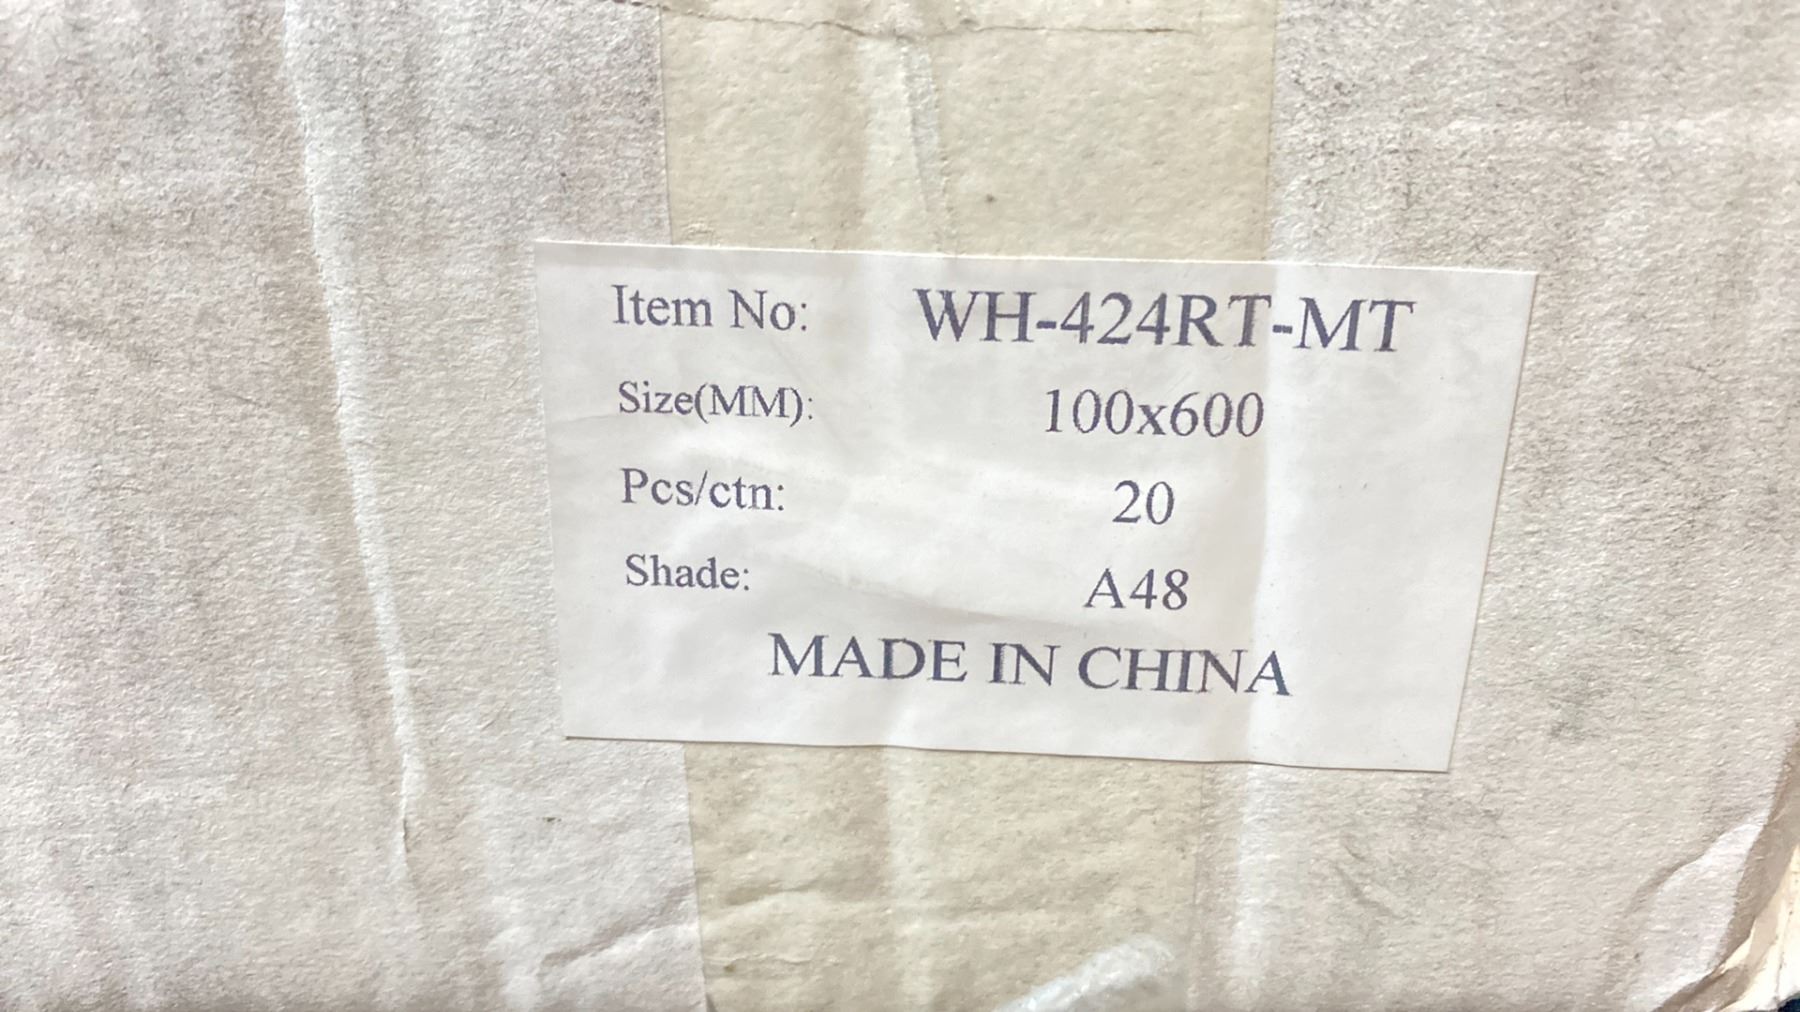 Item No: WH-424RT-MT
Size(MM): 100x600
Pcs/ctn: 20
Shade: A48
MADE IN CHINA